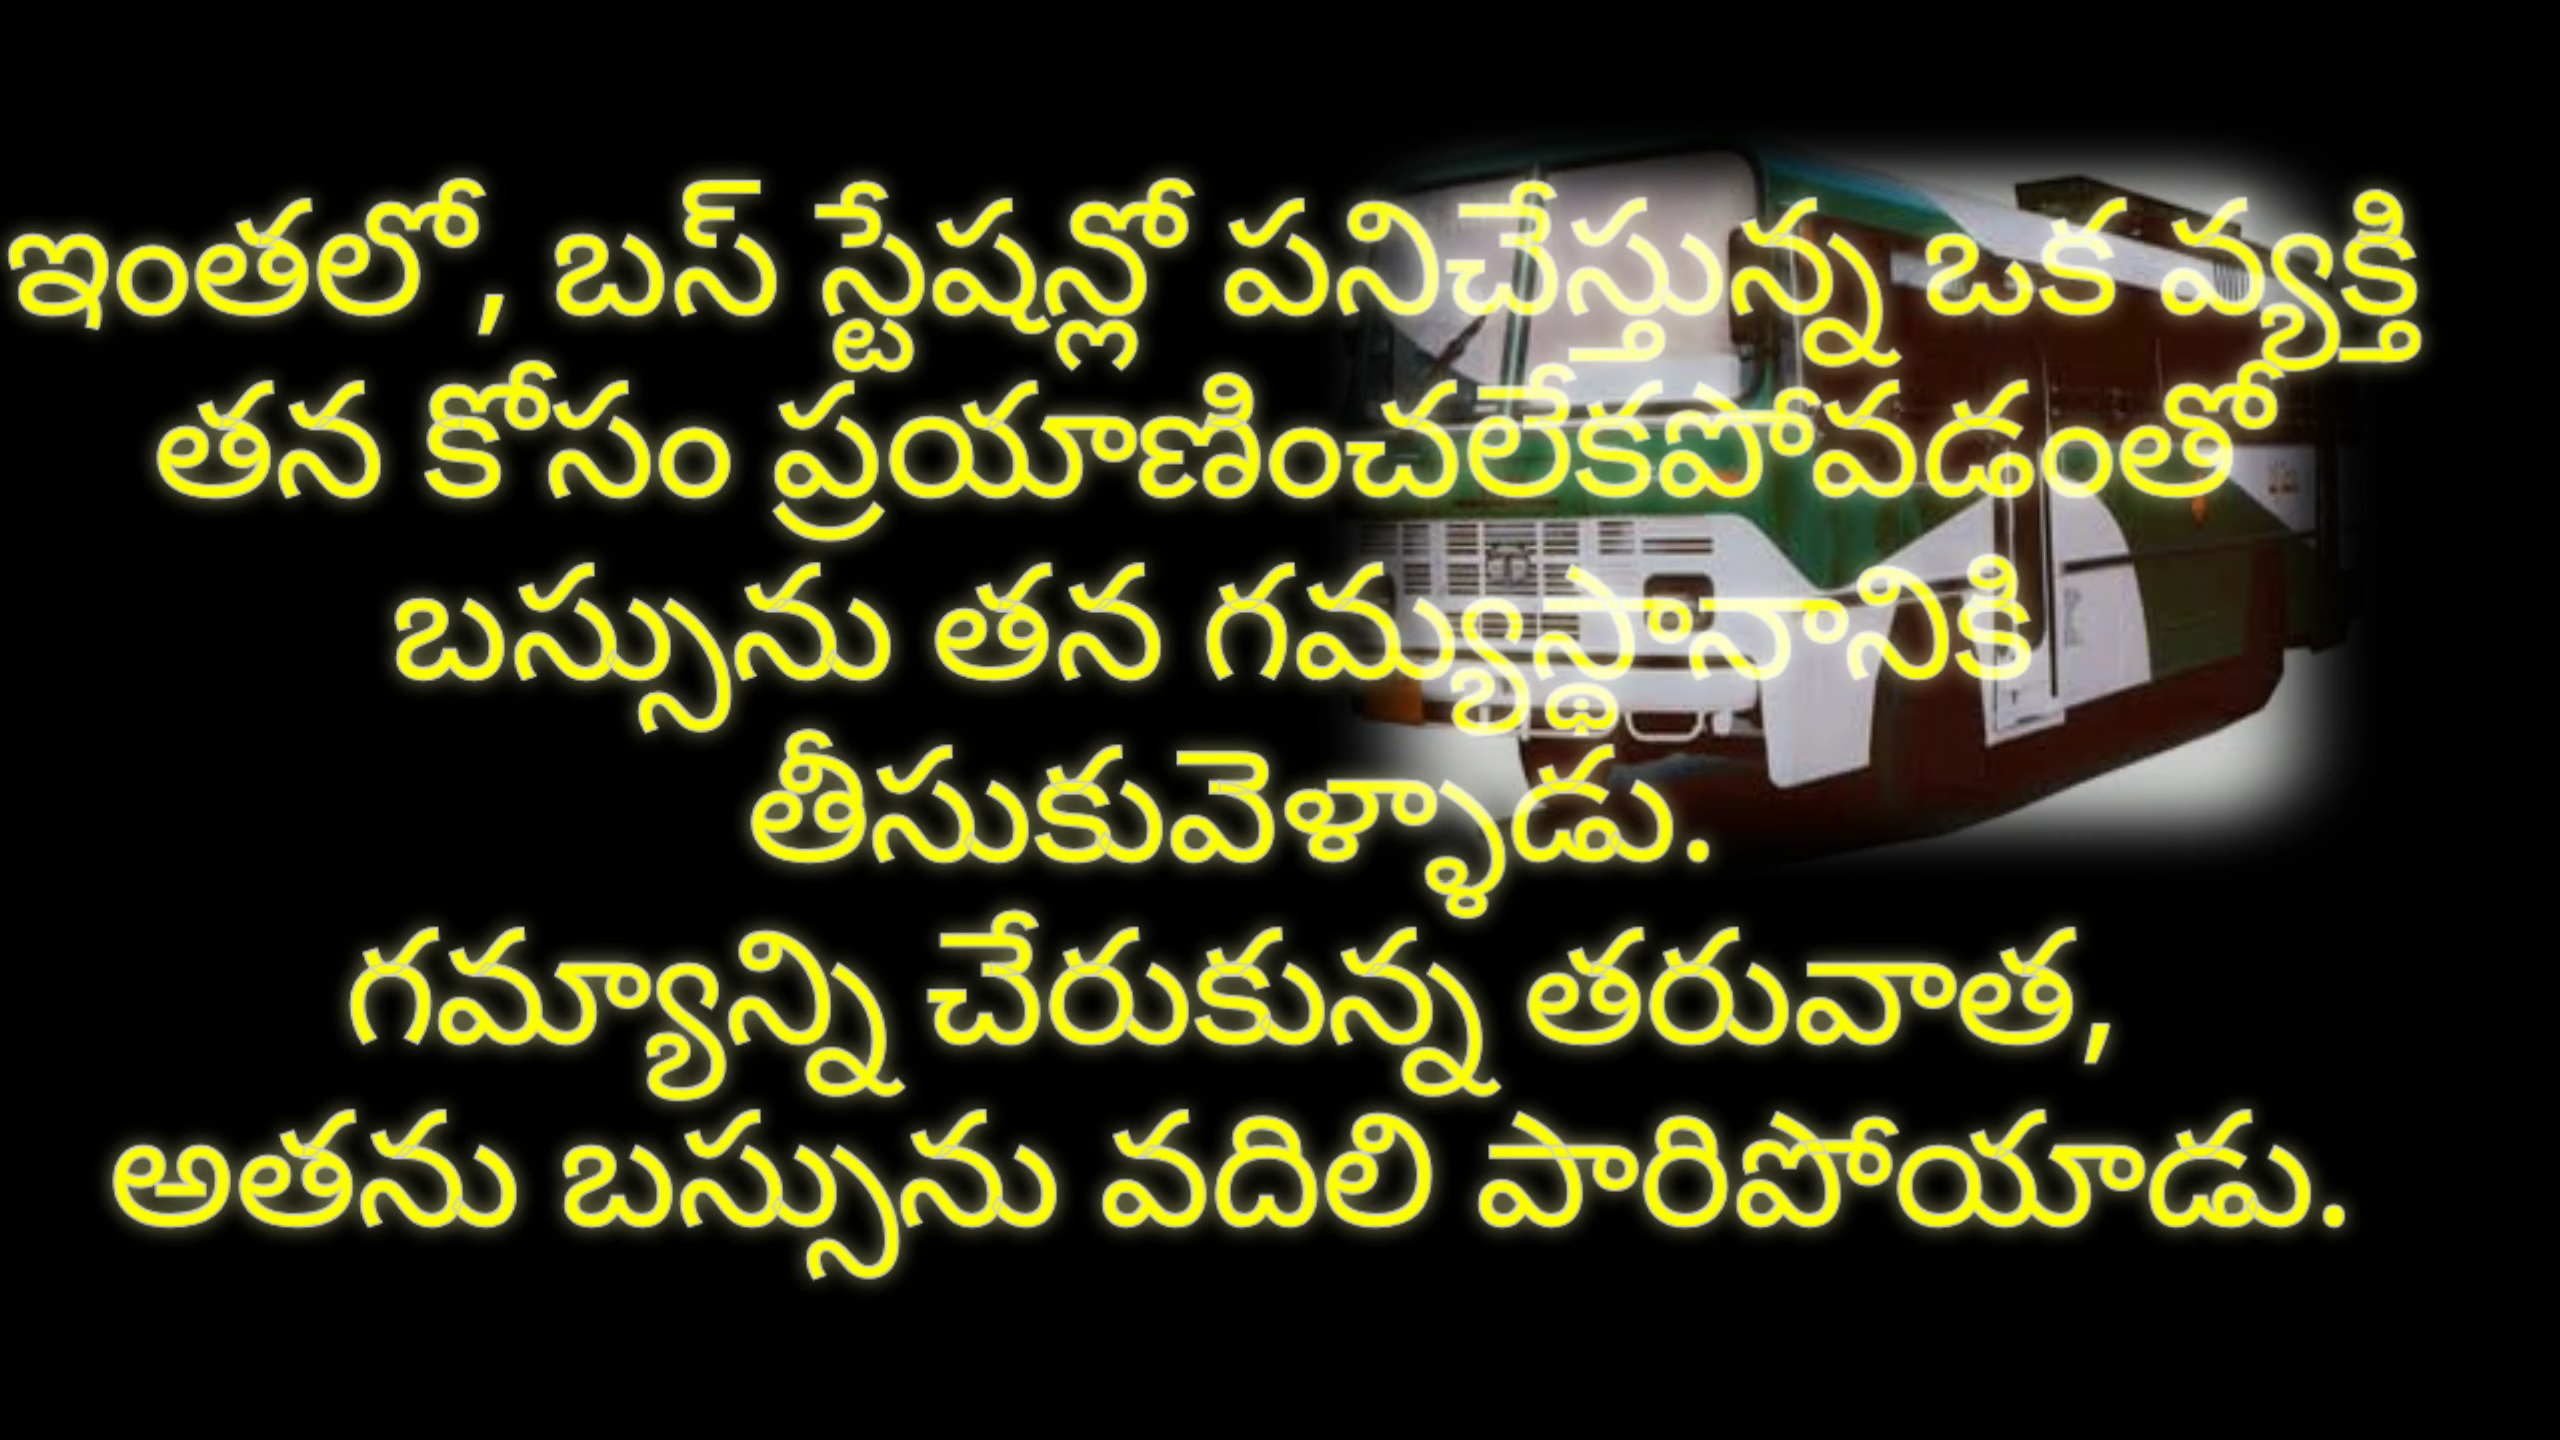 ఇంతలో, బస్ స్టేషన్లో పనిచేస్తున్న ఒక వ్యక్తి
తన కోసం ప్రయాణించలేకపోవడంతో
బస్సును తన గమ్యస్థానానికి
తీసుకువెళ్ళాడు.
గమ్యాన్ని చేరుకున్న తరువాత,
అతను బస్సును వదిలి పారిపోయాడు.